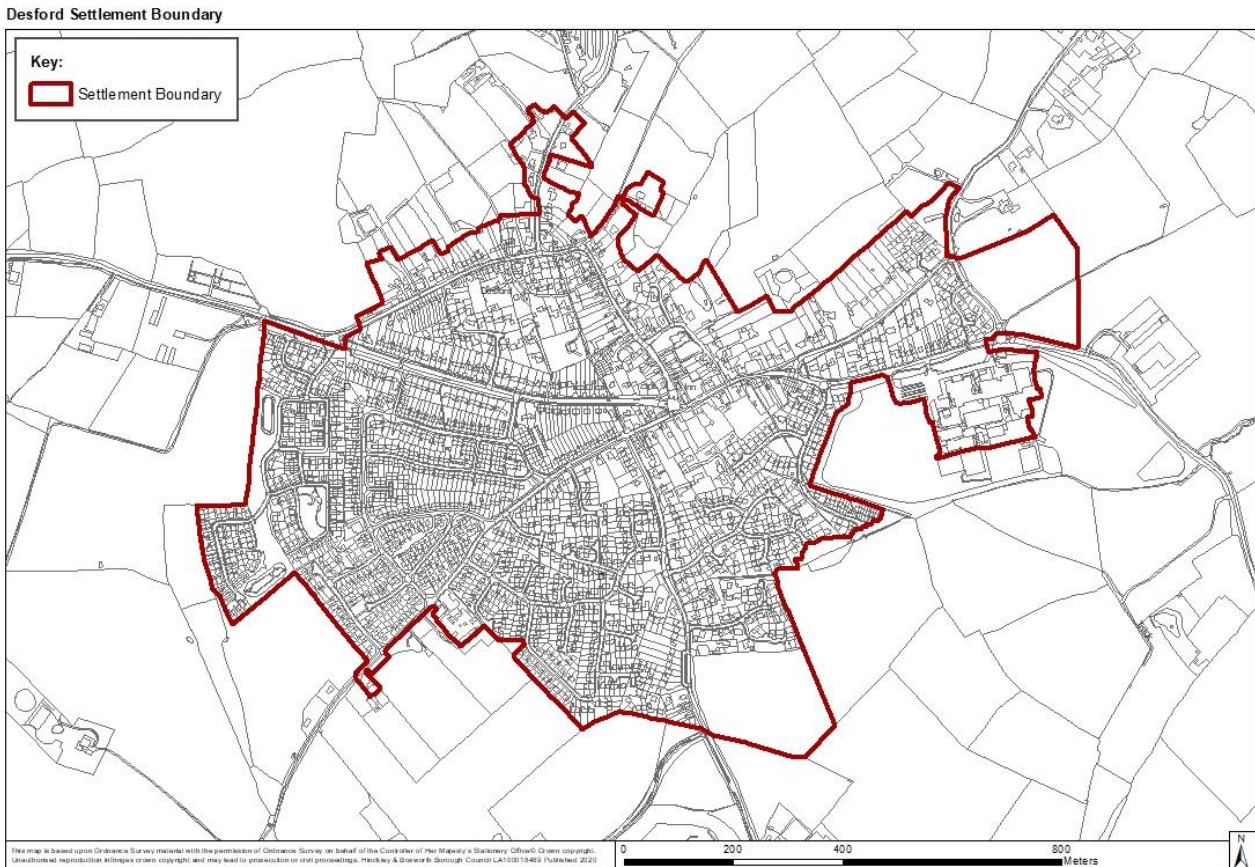 Desford Settlement Boundary
Key:
Settlement Boundary
Desford
This map is based upon Ordnance Survey material with the permission of Ordnance Survey on behalf of the Controller of Her Majesty's Stationery Office© Crown copyright.
Unauthorised reproduction infringes crown copyright and may lead to prosecution or civil proceedings. Hinckley & Bosworth Borough Council LA100018489 Published 2020
0 200 400 800
Meters
N